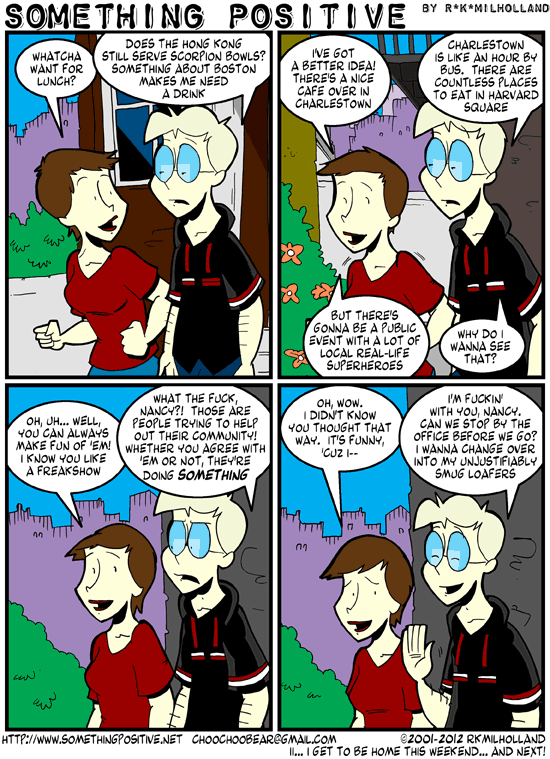 SOMETHING POSITIVE BY R*K*MILHOLLAND
WHATCHA
WANT FOR
LUNCH?
DOES THE HONG KONG
STILL SERVE SCORPION BOWLS?
SOMETHING ABOUT BOSTON
MAKES ME NEED
A DRINK
I'VE GOT
A BETTER IDEA!
THERE'S A NICE
CAFE OVER IN
CHARLESTOWN
CHARLESTOWN
IS LIKE AN HOUR BY
BUS. THERE ARE
COUNTLESS PLACES
TO EAT IN HARVARD
SQUARE
BUT THERE'S
GONNA BE A PUBLIC
EVENT WITH A LOT OF
LOCAL REAL-LIFE
SUPERHEROES
WHY DO I
WANNA SEE
THAT?
OH, UH... WELL,
YOU CAN ALWAYS
MAKE FUN OF 'EM!
I KNOW YOU LIKE
A FREAKSHOW
WHAT THE FUCK,
NANCY?! THOSE ARE
PEOPLE TRYING TO HELP
OUT THEIR COMMUNITY!
WHETHER YOU AGREE WITH
'EM OR NOT, THEY'RE
DOING SOMETHING
OH, WOW.
I DIDN'T KNOW
YOU THOUGHT THAT
WAY. IT'S FUNNY,
'CUZ I--
I'M FUCKIN'
WITH YOU, NANCY.
CAN WE STOP BY THE
OFFICE BEFORE WE GO?
I WANNA CHANGE OVER
INTO MY UNJUSTIFIABLY
SMUG LOAFERS
HTTP://WWW.SOMETHINGPOSITIVE.NET CHOOCHOOBEAR@GMAIL.COM ©2001-2012 RKMILHOLLAND
11... I GET TO BE HOME THIS WEEKEND... AND NEXT!